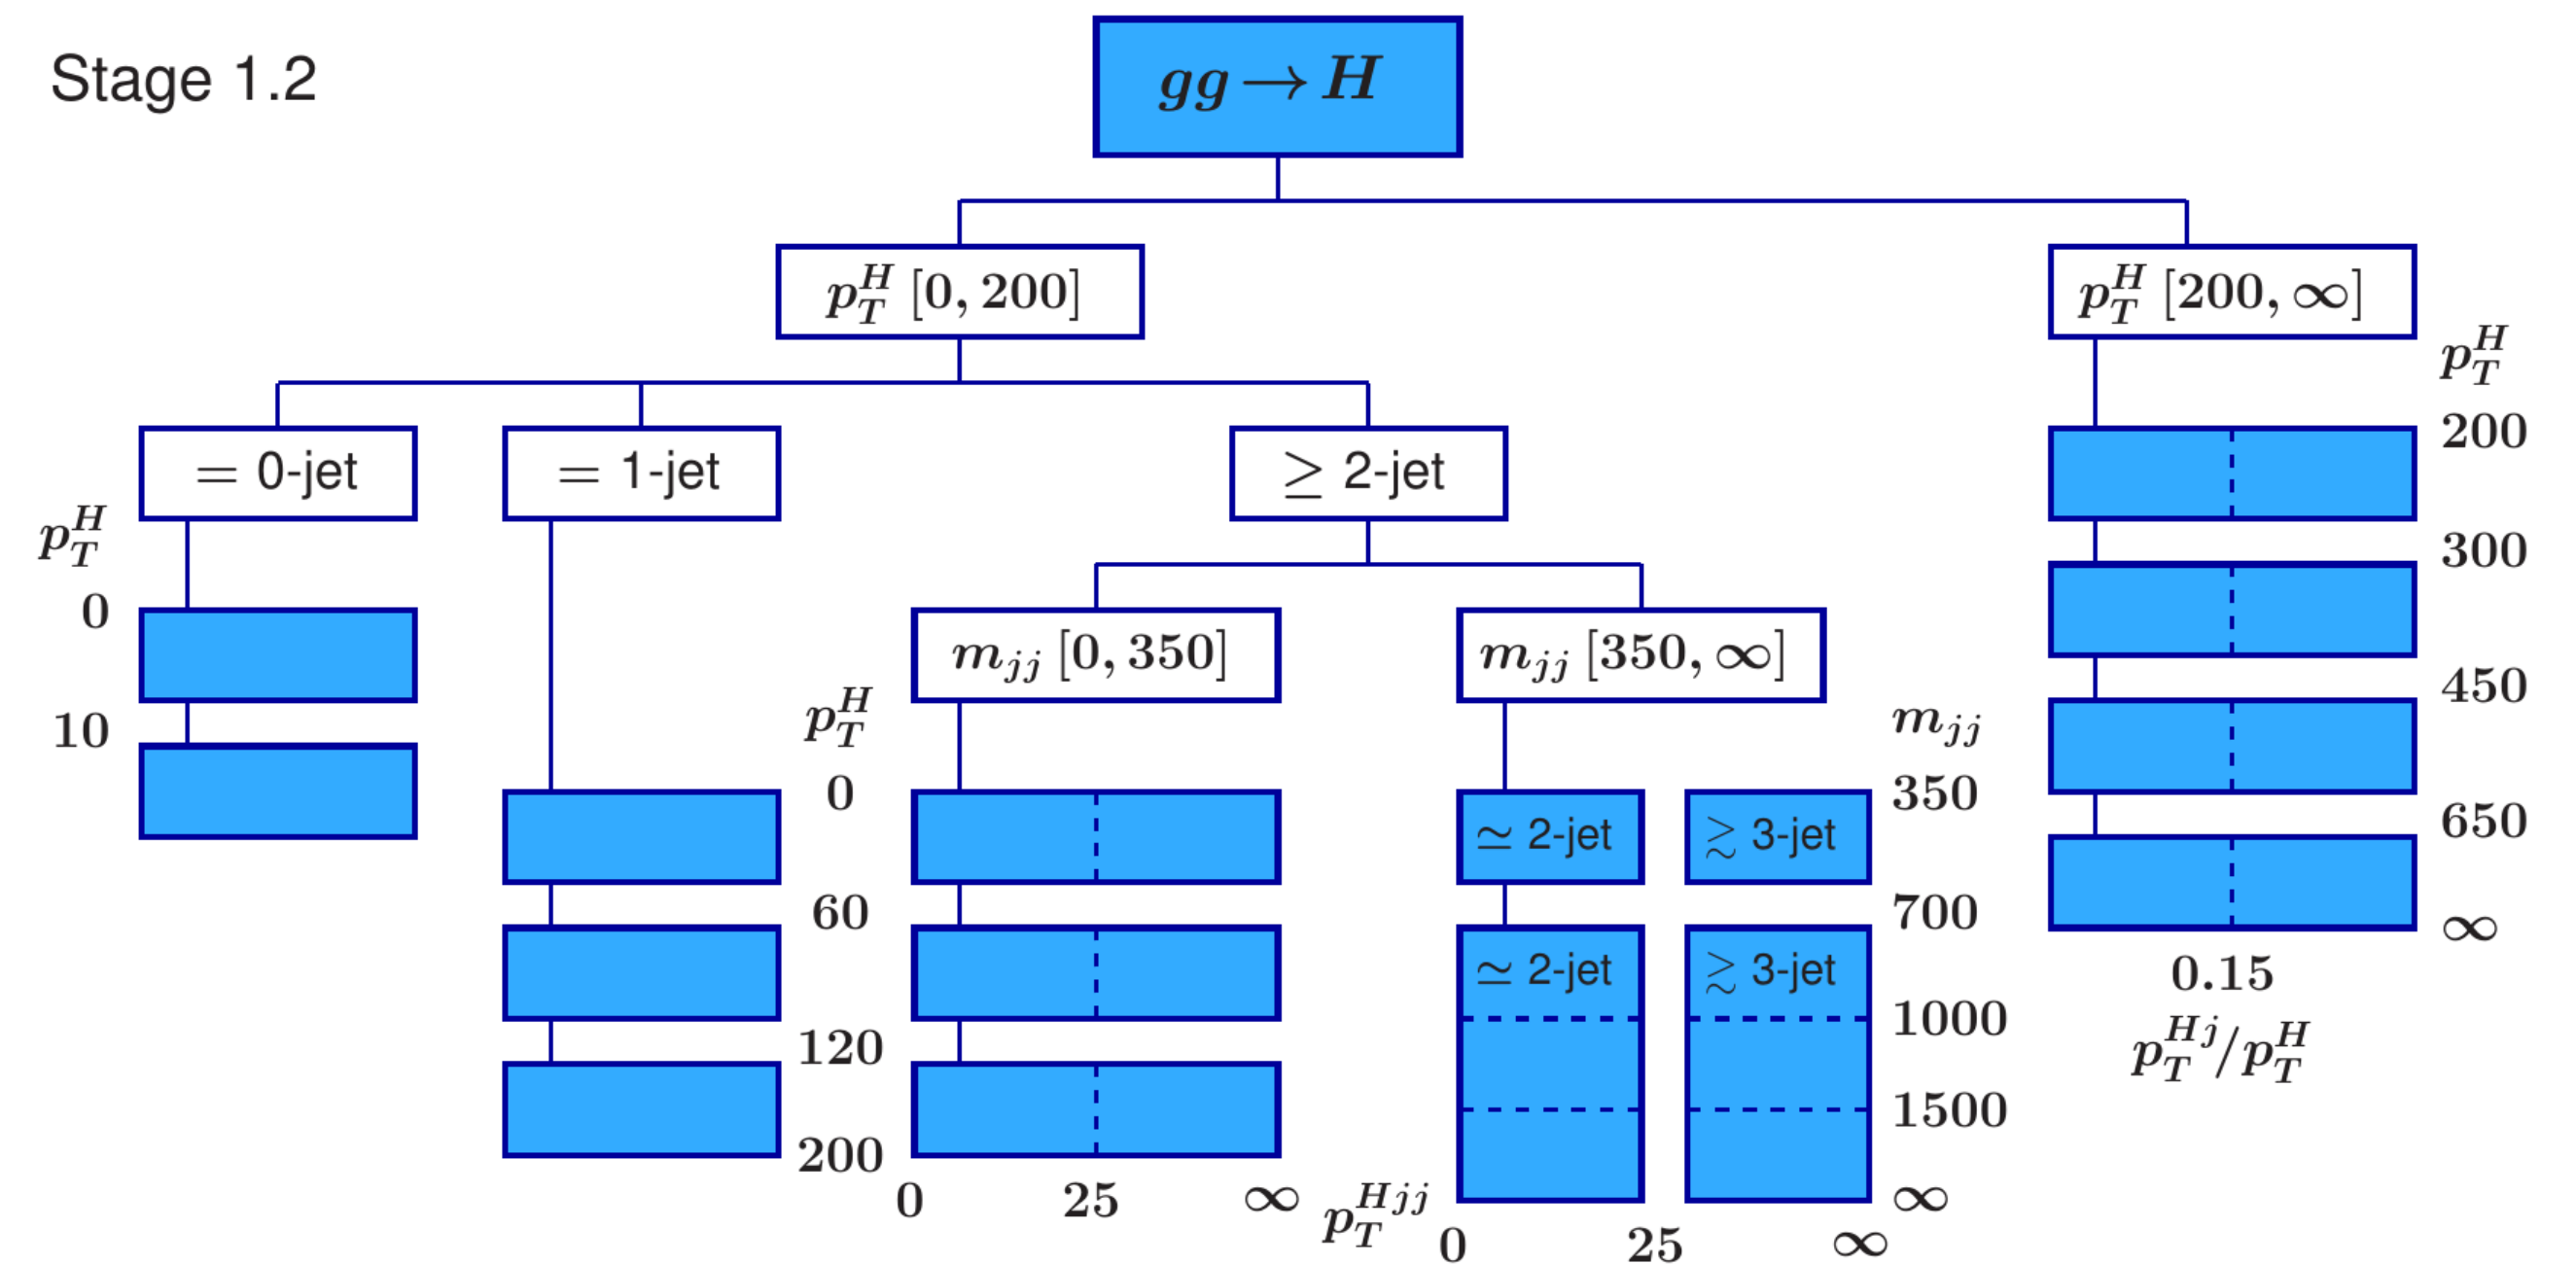 Stage 1.2
gg → H
p_T^H [0, 200]
p_T^H [200, ∞]
= 0-jet
= 1-jet
≥ 2-jet
p_T^H
0
10
m_jj [0, 350]
m_jj [350, ∞]
p_T^H
0
60
120
200
0 25 ∞
p_T^Hjj
≃ 2-jet
≳ 3-jet
≃ 2-jet
≳ 3-jet
0 25 ∞
m_jj
350
700
1000
1500
∞
p_T^H
200
300
450
650
∞
0.15
p_T^Hj/p_T^H